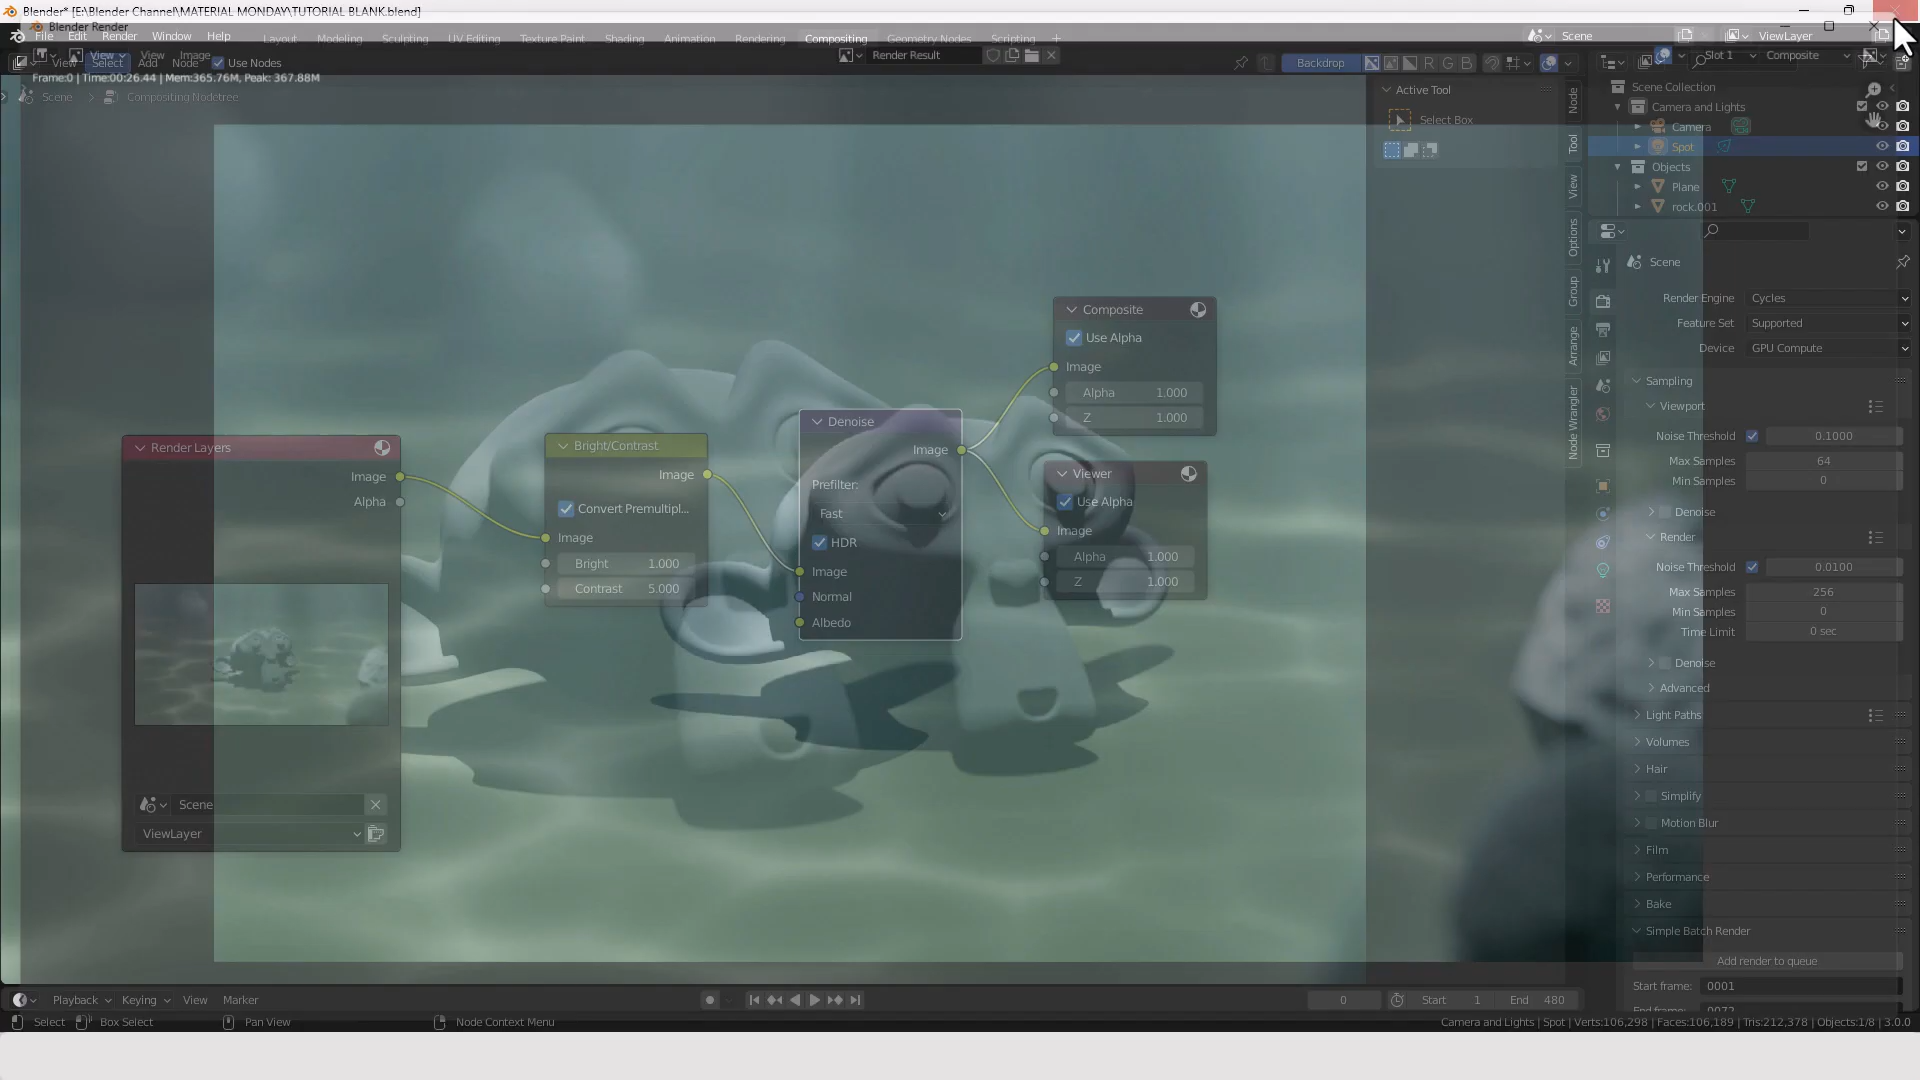 Blender* [E:\Blender Channel\MATERIAL MONDAY\TUTORIAL BLANK.blend]
Blender Render
File Edit Render Window Help
Layout Modeling Sculpting UV Editing Texture Paint Shading Animation Rendering Compositing Geometry Nodes Scripting +
Scene
ViewLayer
View View Image
Render Result
Slot 1
Composite
View Select Add Node Use Nodes
Backdrop
R G B
Frame:0 | Time:00:26.44 | Mem:365.76M, Peak: 367.88M
Scene > Compositing Nodetree
Active Tool
Select Box
Node
Tool
View
Options
Group
Arrange
Node Wrangler
Scene Collection
Camera and Lights
Camera
Spot
Objects
Plane
rock.001
Scene
Render Engine Cycles
Feature Set Supported
Device GPU Compute
Sampling
Viewport
Noise Threshold 0.1000
Max Samples 64
Min Samples 0
Denoise
Render
Noise Threshold 0.0100
Max Samples 256
Min Samples 0
Time Limit 0 sec
Denoise
Advanced
Light Paths
Volumes
Hair
Simplify
Motion Blur
Film
Performance
Bake
Simple Batch Render
Add render to queue
Start frame: 0001
End frame: 0072
Render Layers
Image
Alpha
Scene
ViewLayer
Bright/Contrast
Image
Convert Premultipl...
Image
Bright 1.000
Contrast 5.000
Denoise
Image
Prefilter:
Fast
HDR
Image
Normal
Albedo
Composite
Use Alpha
Image
Alpha 1.000
Z 1.000
Viewer
Use Alpha
Image
Alpha 1.000
Z 1.000
Playback Keying View Marker
0
Start 1
End 480
Select
Box Select
Pan View
Node Context Menu
Camera and Lights | Spot | Verts:106,298 | Faces:106,189 | Tris:212,378 | Objects:1/8 | 3.0.0